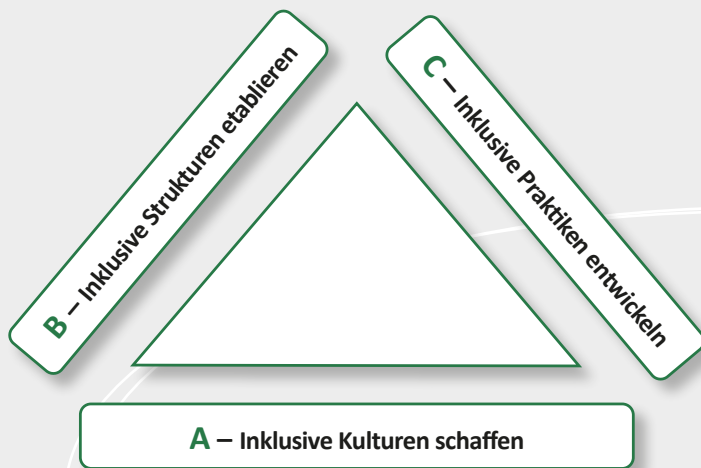 B – Inklusive Strukturen etablieren
C – Inklusive Praktiken entwickeln
A – Inklusive Kulturen schaffen